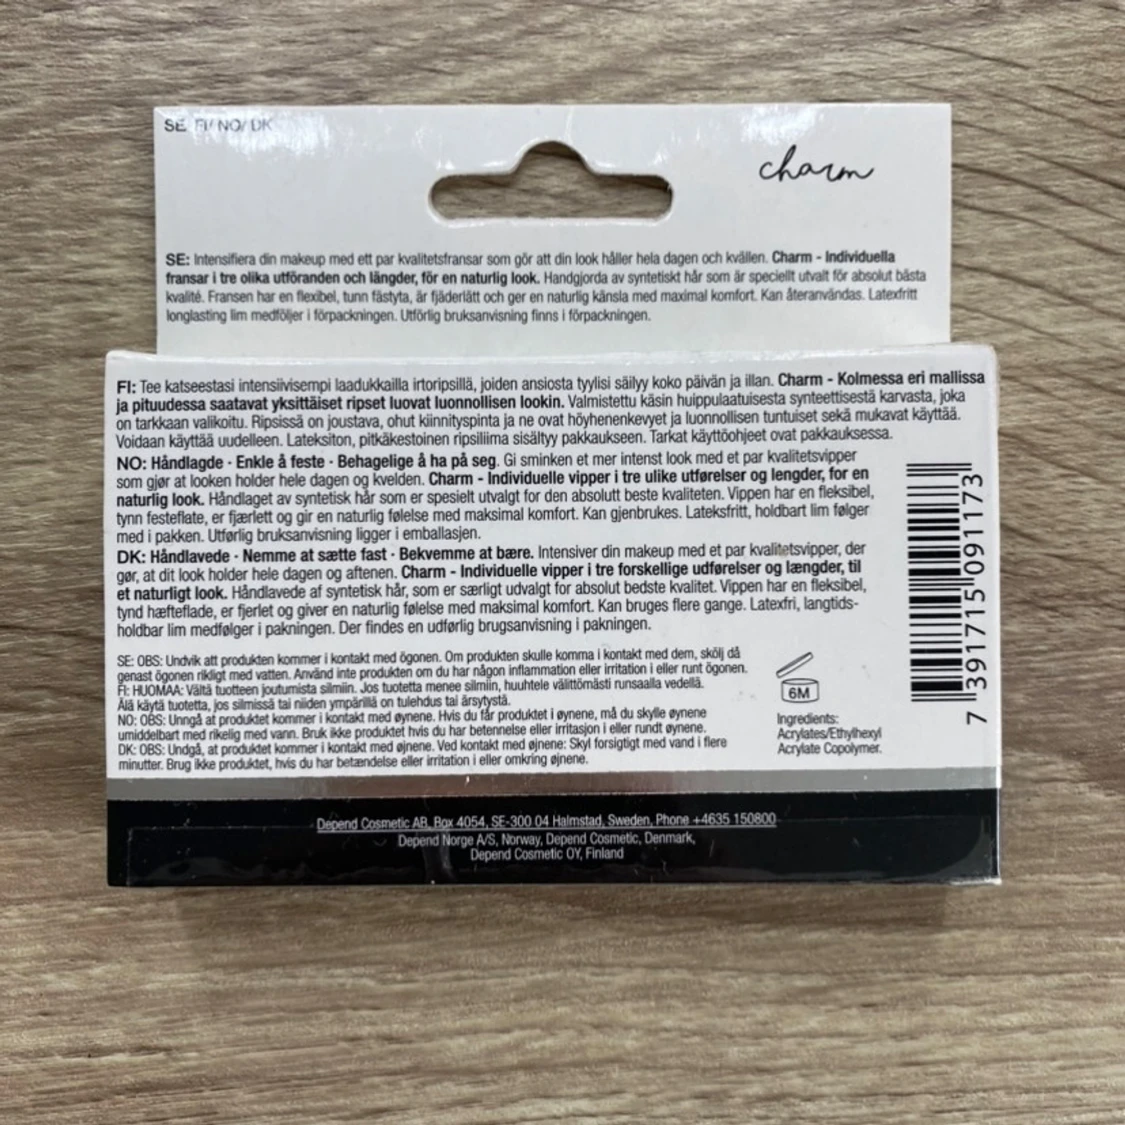 SE/ FI/ NO/ DK
charm
SE: Intensifiera din makeup med ett par kvalitetsfransar som gör att din look håller hela dagen och kvällen. Charm - Individuella
fransar i tre olika utföranden och längder, för en naturlig look. Handgjorda av syntetiskt hår som är speciellt utvalt för absolut bästa
kvalité. Fransen har en flexibel, tunn fästyta, är fjäderlätt och ger en naturlig känsla med maximal komfort. Kan återanvändas. Latexfritt
longlasting lim medföljer i förpackningen. Utförlig bruksanvisning finns i förpackningen.
FI: Tee katseestasi intensiivisempi laadukkailla irtoripsillä, joiden ansiosta tyylisi säilyy koko päivän ja illan. Charm - Kolmessa eri mallissa
ja pituudessa saatavat yksittäiset ripset luovat luonnollisen lookin. Valmistettu käsin huippulaatuisesta synteettisestä karvasta, joka
on tarkkaan valikoitu. Ripsissä on joustava, ohut kiinnityspinta ja ne ovat höyhenenkevyet ja luonnollisen tuntuiset sekä mukavat käyttää.
Voidaan käyttää uudelleen. Lateksiton, pitkäkestoinen ripsiliima sisältyy pakkaukseen. Tarkat käyttöohjeet ovat pakkauksessa.
NO: Håndlagde · Enkle å feste · Behagelige å ha på seg. Gi sminken et mer intenst look med et par kvalitetsvipper
som gjør at looken holder hele dagen og kvelden. Charm - Individuelle vipper i tre ulike utførelser og lengder, for en
naturlig look. Håndlaget av syntetisk hår som er spesielt utvalgt for den absolutt beste kvaliteten. Vippen har en fleksibel,
tynn festeflate, er fjærlett og gir en naturlig følelse med maksimal komfort. Kan gjenbrukes. Lateksfritt, holdbart lim følger
med i pakken. Utførlig bruksanvisning ligger i emballasjen.
DK: Håndlavede · Nemme at sætte fast · Bekvemme at bære. Intensiver din makeup med et par kvalitetsvipper, der
gør, at dit look holder hele dagen og aftenen. Charm - Individuelle vipper i tre forskellige udførelser og længder, til
et naturligt look. Håndlavede af syntetisk hår, som er særligt udvalgt for absolut bedste kvalitet. Vippen har en fleksibel,
tynd hæfteflade, er fjerlet og giver en naturlig følelse med maksimal komfort. Kan bruges flere gange. Latexfri, langtids-
holdbar lim medfølger i pakningen. Der findes en udførlig brugsanvisning i pakningen.
SE: OBS: Undvik att produkten kommer i kontakt med ögonen. Om produkten skulle komma i kontakt med dem, skölj då
genast ögonen rikligt med vatten. Använd inte produkten om du har någon inflammation eller irritation i eller runt ögonen.
FI: HUOMAA: Vältä tuotteen joutumista silmiin. Jos tuotetta menee silmiin, huuhtele välittömästi runsaalla vedellä.
Älä käytä tuotetta, jos silmissä tai niiden ympärillä on tulehdus tai ärsytystä.
NO: OBS: Unngå at produktet kommer i kontakt med øynene. Hvis du får produktet i øynene, må du skylle øynene
umiddelbart med rikelig med vann. Bruk ikke produktet hvis du har betennelse eller irritasjon i eller rundt øynene.
DK: OBS: Undgå, at produktet kommer i kontakt med øjnene. Ved kontakt med øjnene: Skyl forsigtigt med vand i flere
minutter. Brug ikke produktet, hvis du har betændelse eller irritation i eller omkring øjnene.
6M
Ingredients:
Acrylates/Ethylhexyl
Acrylate Copolymer.
7 391715 091173
Depend Cosmetic AB, Box 4054, SE-300 04 Halmstad, Sweden, Phone +4635 150800
Depend Norge A/S, Norway, Depend Cosmetic, Denmark,
Depend Cosmetic OY, Finland